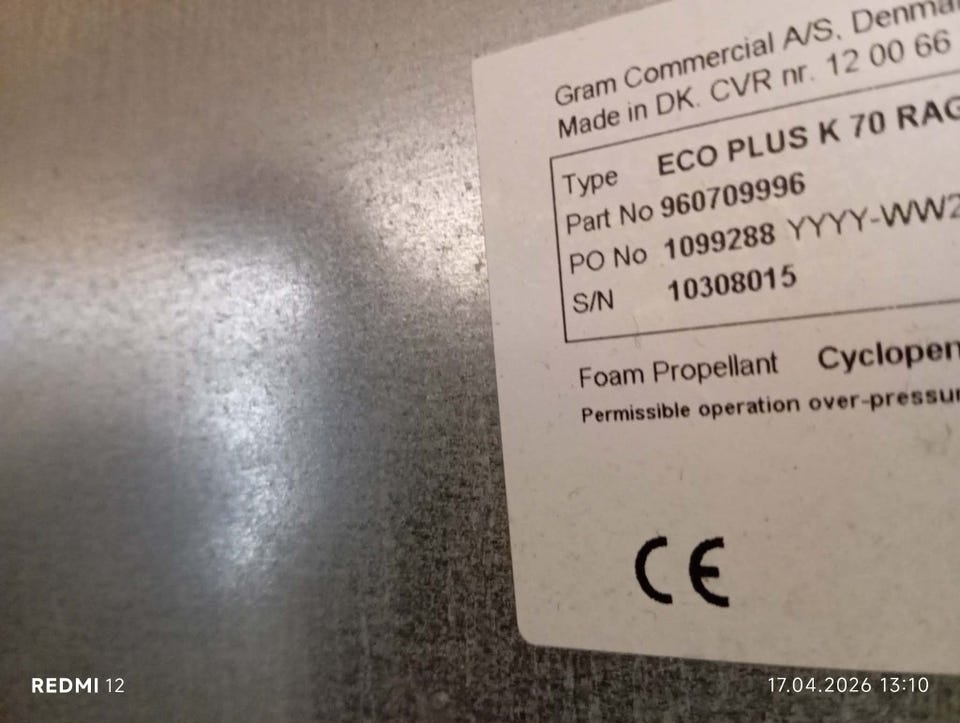 Gram Commercial A/S, Denma
Made in DK. CVR nr. 12 00 66
Type ECO PLUS K 70 RAG
Part No 960709996
PO No 1099288 YYYY-WW2
S/N 10308015
Foam Propellant Cyclopen
Permissible operation over-pressur
CE
REDMI 12
17.04.2026 13:10